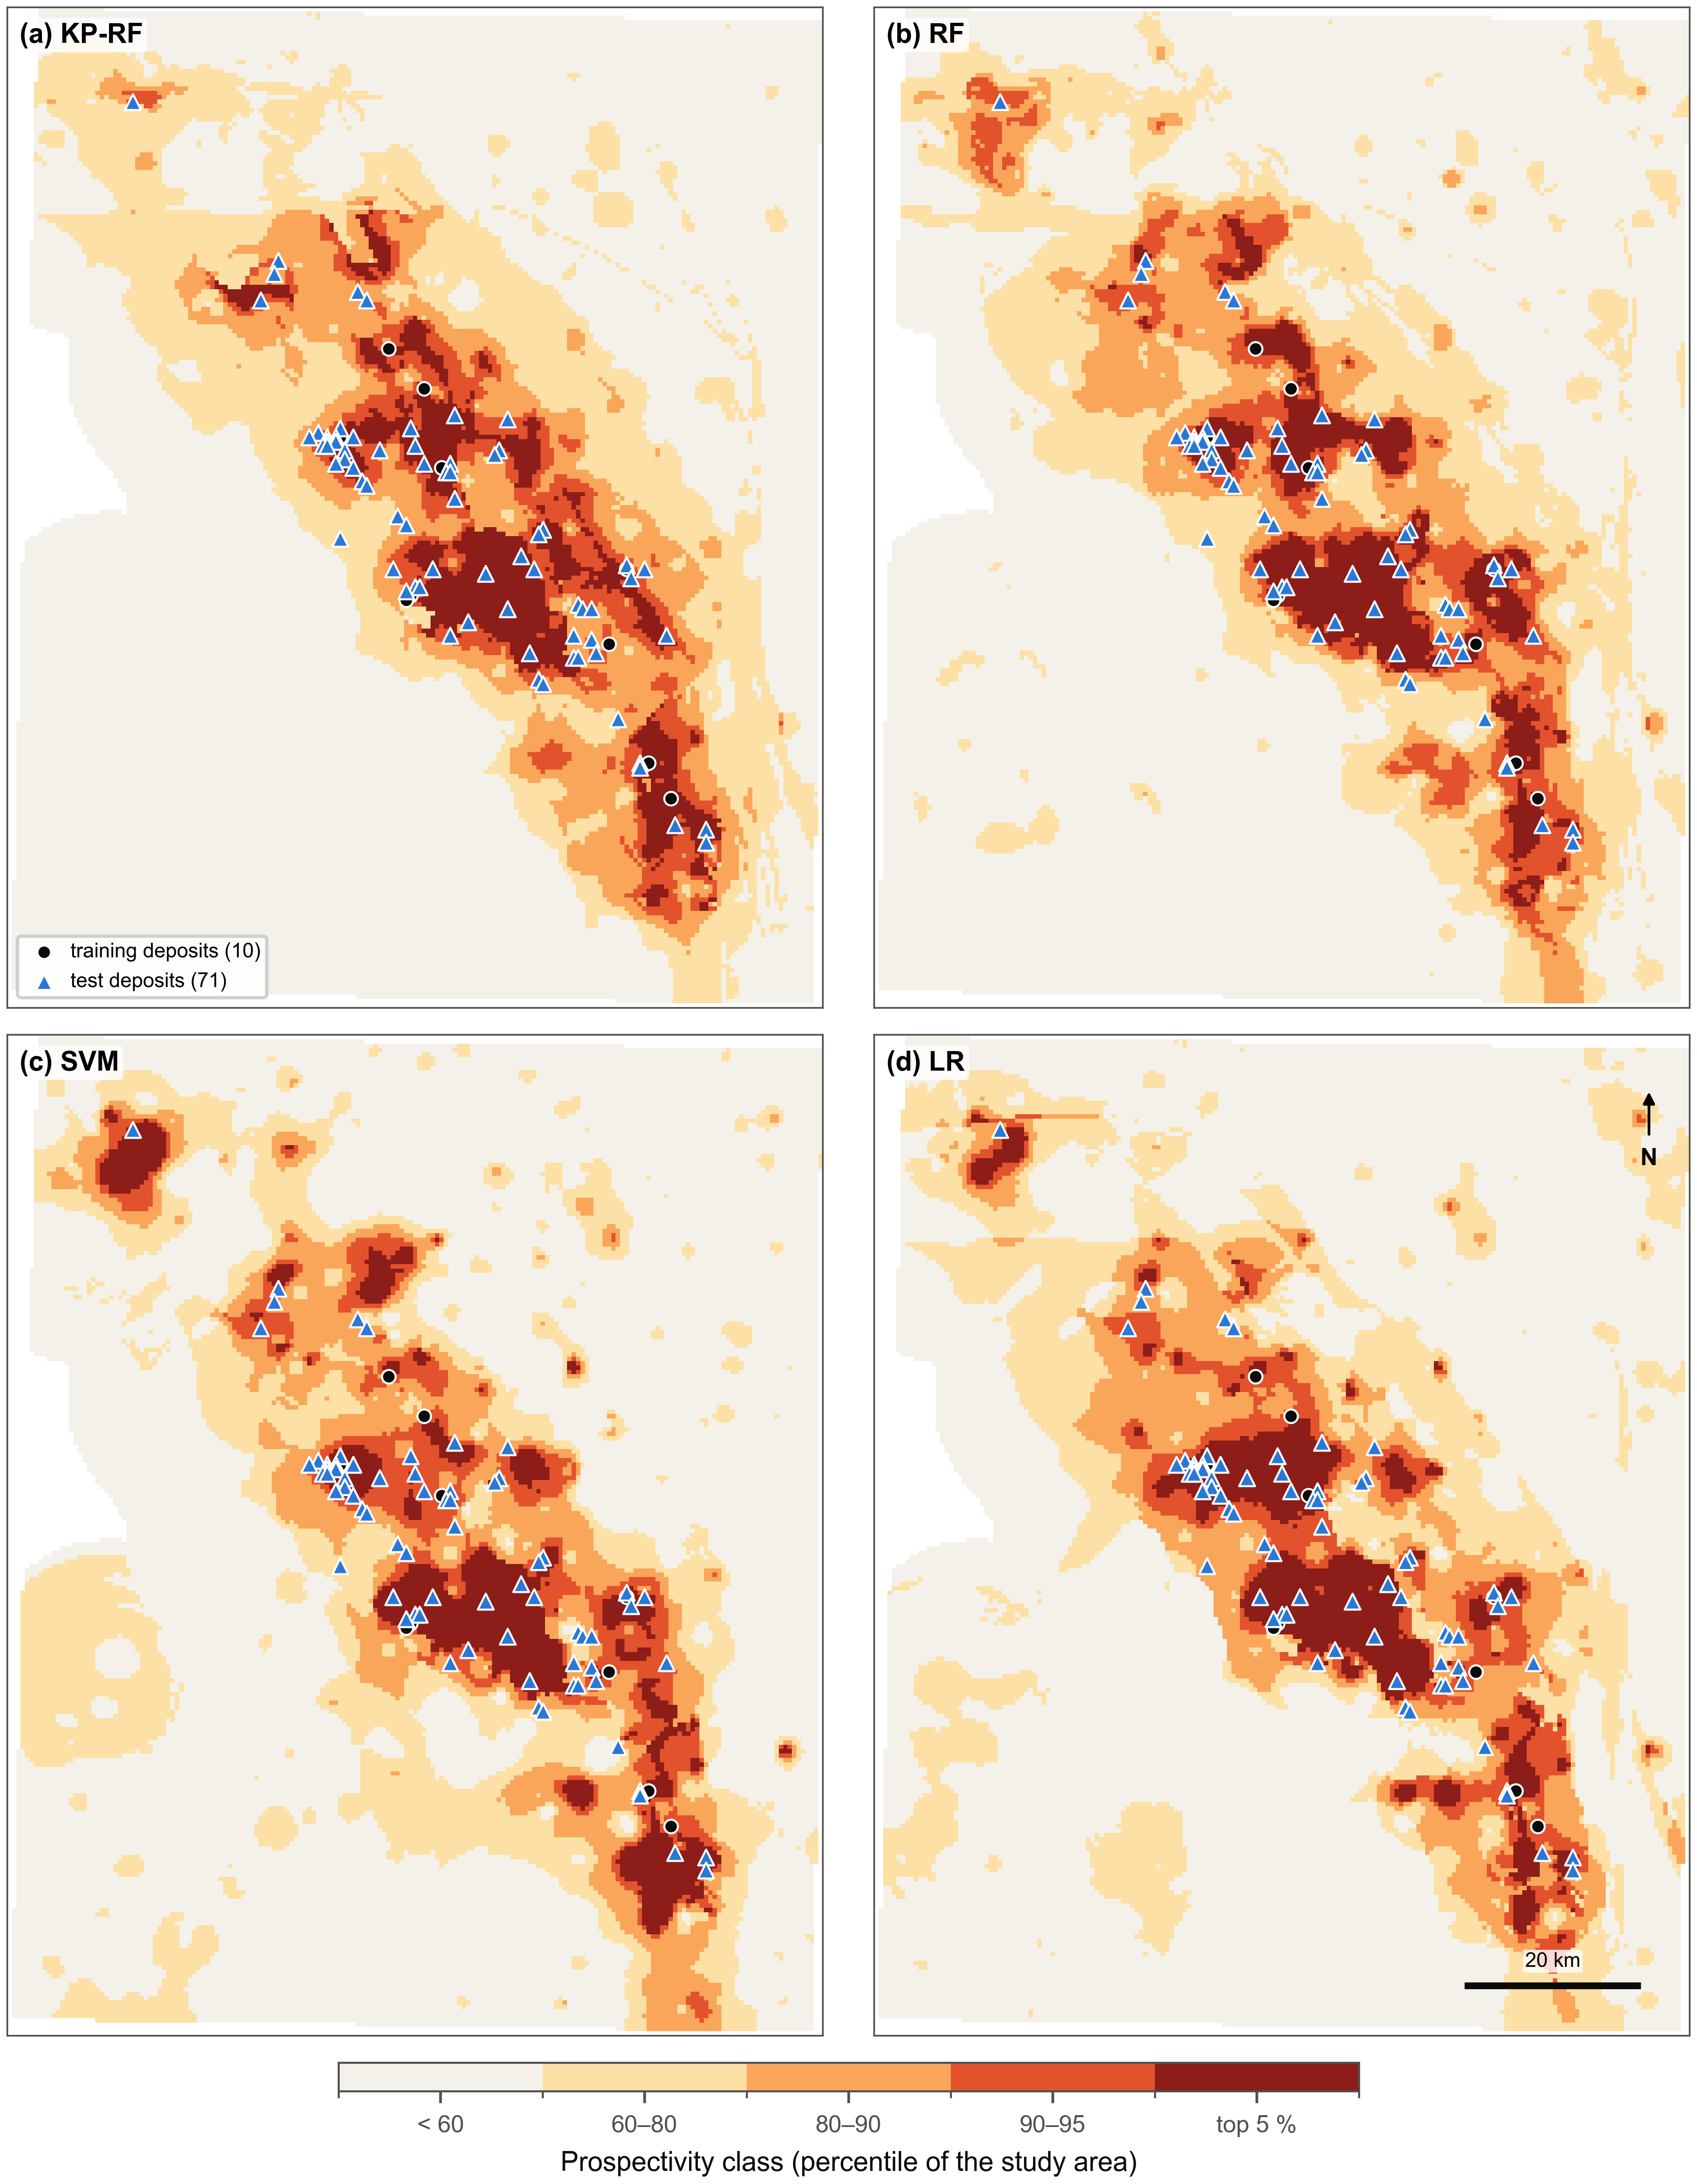 (a) KP-RF
(b) RF
training deposits (10)
test deposits (71)
(c) SVM
(d) LR
N
20 km
< 60
60–80
80–90
90–95
top 5 %
Prospectivity class (percentile of the study area)